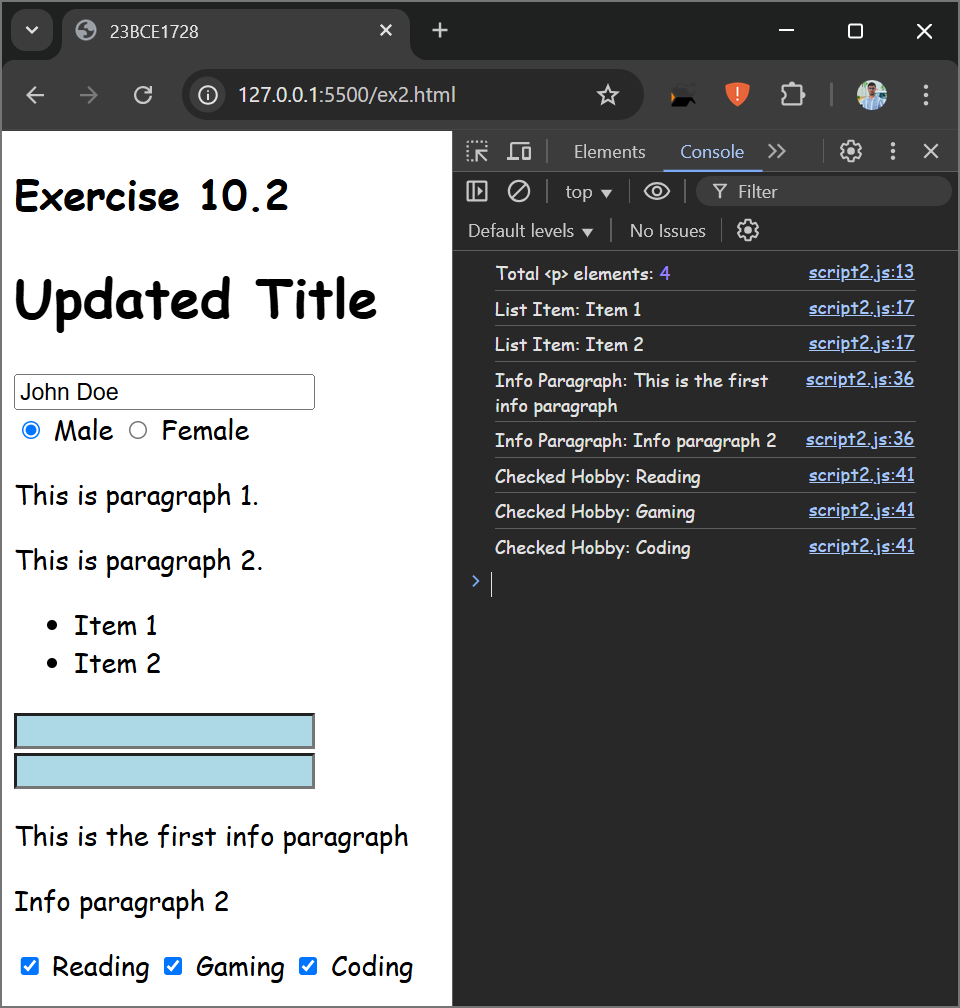 23BCE1728
127.0.0.1:5500/ex2.html
Exercise 10.2
Updated Title
John Doe
Male Female
This is paragraph 1.
This is paragraph 2.
• Item 1
• Item 2
This is the first info paragraph
Info paragraph 2
Reading Gaming Coding
Elements Console
top Filter
Default levels No Issues
Total <p> elements: 4 script2.js:13
List Item: Item 1 script2.js:17
List Item: Item 2 script2.js:17
Info Paragraph: This is the first script2.js:36
info paragraph
Info Paragraph: Info paragraph 2 script2.js:36
Checked Hobby: Reading script2.js:41
Checked Hobby: Gaming script2.js:41
Checked Hobby: Coding script2.js:41